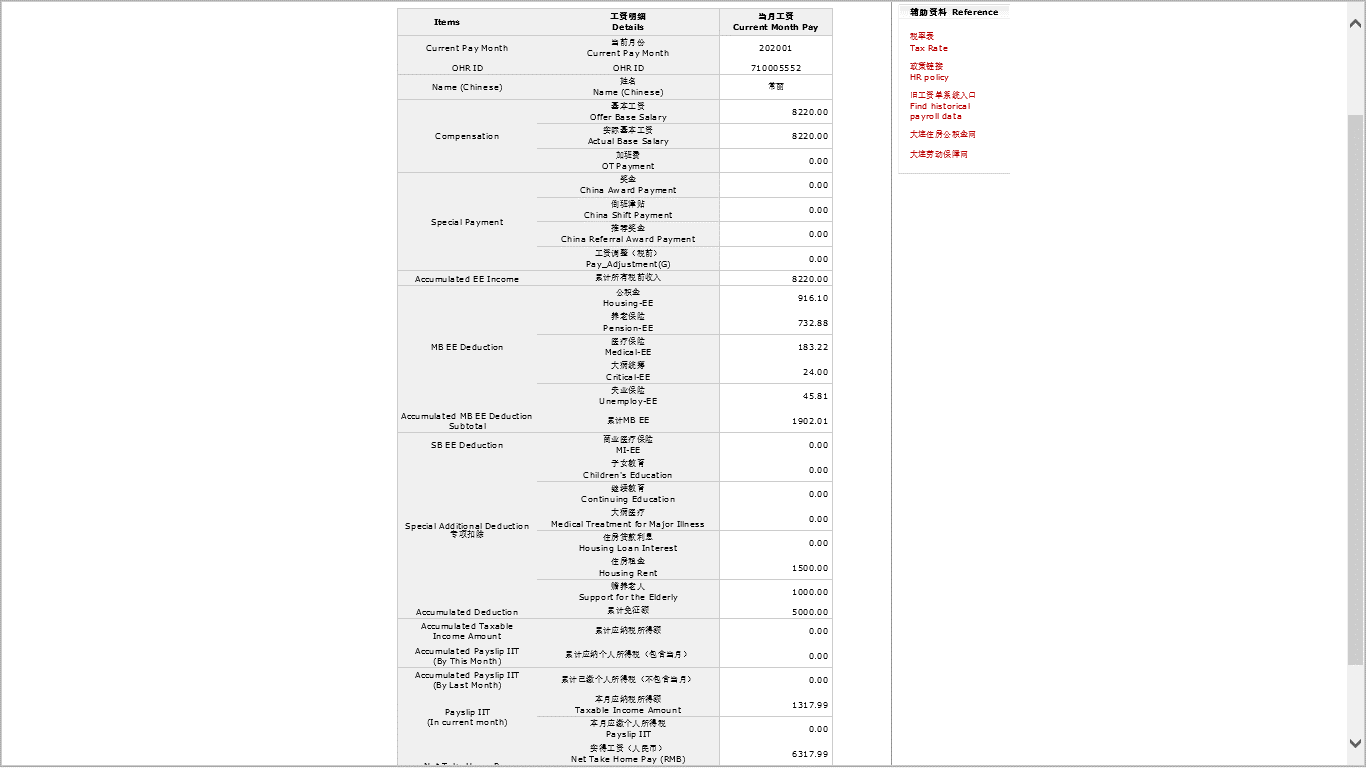 Items
工资明细
Details
当月工资
Current Month Pay
Current Pay Month
当前月份
Current Pay Month
202001
OHR ID
OHR ID
710005552
Name (Chinese)
姓名
Name (Chinese)
常丽
Compensation
基本工资
Offer Base Salary
8220.00
实际基本工资
Actual Base Salary
8220.00
加班费
OT Payment
0.00
Special Payment
奖金
China Award Payment
0.00
倒班津贴
China Shift Payment
0.00
推荐奖金
China Referral Award Payment
0.00
工资调整（税前）
Pay_Adjustment(G)
0.00
Accumulated EE Income
累计所有税前收入
8220.00
MB EE Deduction
公积金
Housing-EE
916.10
养老保险
Pension-EE
732.88
医疗保险
Medical-EE
183.22
大病统筹
Critical-EE
24.00
失业保险
Unemploy-EE
45.81
Accumulated MB EE Deduction
Subtotal
累计MB EE
1902.01
SB EE Deduction
商业医疗保险
MI-EE
0.00
Special Additional Deduction
专项扣除
子女教育
Children's Education
0.00
继续教育
Continuing Education
0.00
大病医疗
Medical Treatment for Major Illness
0.00
住房贷款利息
Housing Loan Interest
0.00
住房租金
Housing Rent
1500.00
赡养老人
Support for the Elderly
1000.00
Accumulated Deduction
累计免征额
5000.00
Accumulated Taxable
Income Amount
累计应纳税所得额
0.00
Accumulated Payslip IIT
(By This Month)
累计应纳个人所得税（包含当月）
0.00
Accumulated Payslip IIT
(By Last Month)
累计已缴个人所得税（不包含当月）
0.00
Payslip IIT
(In current month)
本月应纳税所得额
Taxable Income Amount
1317.99
本月应缴个人所得税
Payslip IIT
0.00
实得工资（人民币）
Net Take Home Pay (RMB)
6317.99
辅助资料 Reference
税率表
Tax Rate
政策链接
HR policy
旧工资单系统入口
Find historical
payroll data
大连住房公积金网
大连劳动保障网